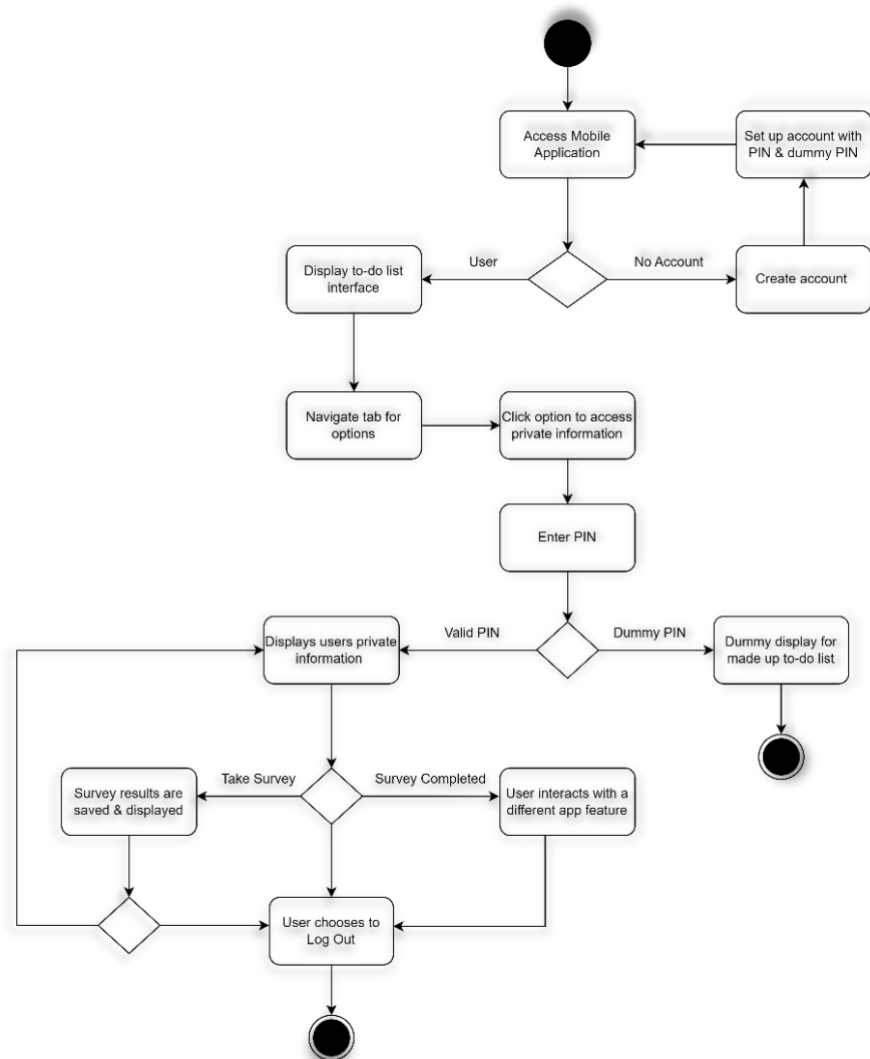 Access Mobile
Application
Set up account with
PIN & dummy PIN
Display to-do list
interface
User
No Account
Create account
Navigate tab for
options
Click option to access
private information
Enter PIN
Displays users private
information
Valid PIN
Dummy PIN
Dummy display for
made up to-do list
Survey results are
saved & displayed
Take Survey
Survey Completed
User interacts with a
different app feature
User chooses to
Log Out